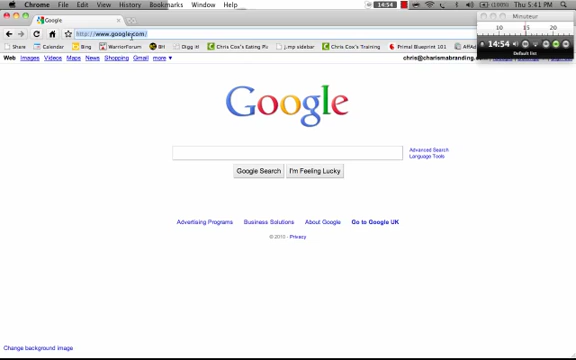 Chrome File Edit View History Bookmarks Window Help 14:54 Thu 5:41 PM
Google
Minuteur
http://www.google.com/
10 15 20
14:54
Default list
Share Calendar Bing WarriorForum Digg it! Chris Cox's Eating Pl j.mp sidebar Chris Cox's Training Primal Blueprint 101
Web Images Videos Maps News Shopping Gmail more ▼ chris@charismabranding.
Google
Advanced Search
Language Tools
Google Search I'm Feeling Lucky
Advertising Programs Business Solutions About Google Go to Google UK
© 2010 - Privacy
Change background image